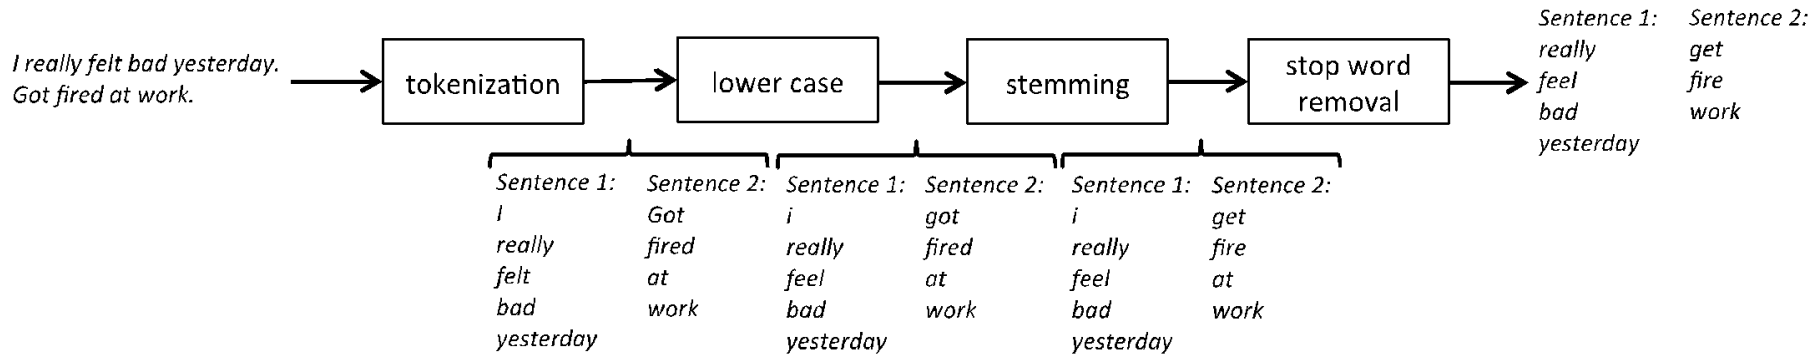 I really felt bad yesterday.
Got fired at work.
tokenization
lower case
stemming
stop word
removal
Sentence 1:
really
feel
bad
yesterday
Sentence 2:
get
fire
work
Sentence 1:
I
really
felt
bad
yesterday
Sentence 2:
Got
fired
at
work
Sentence 1:
i
really
feel
bad
yesterday
Sentence 2:
got
fired
at
work
Sentence 1:
i
really
feel
bad
yesterday
Sentence 2:
get
fire
at
work